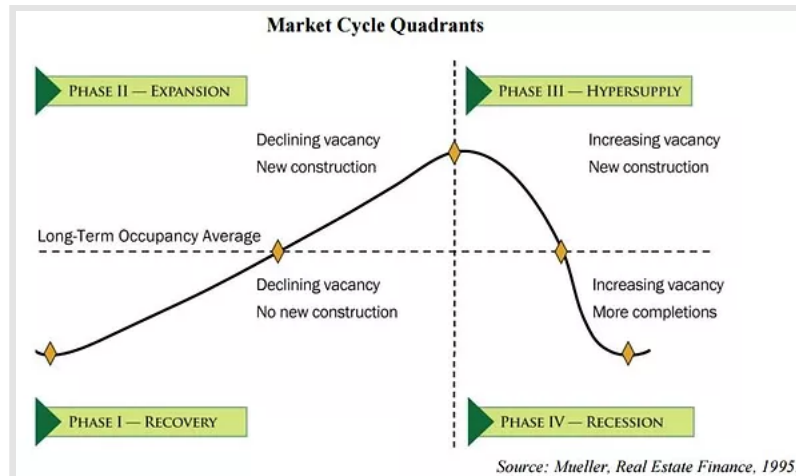 Market Cycle Quadrants
PHASE II — EXPANSION
PHASE III — HYPERSUPPLY
Declining vacancy
New construction
Increasing vacancy
New construction
Long-Term Occupancy Average
Declining vacancy
No new construction
Increasing vacancy
More completions
PHASE I — RECOVERY
PHASE IV — RECESSION
Source: Mueller, Real Estate Finance, 1995